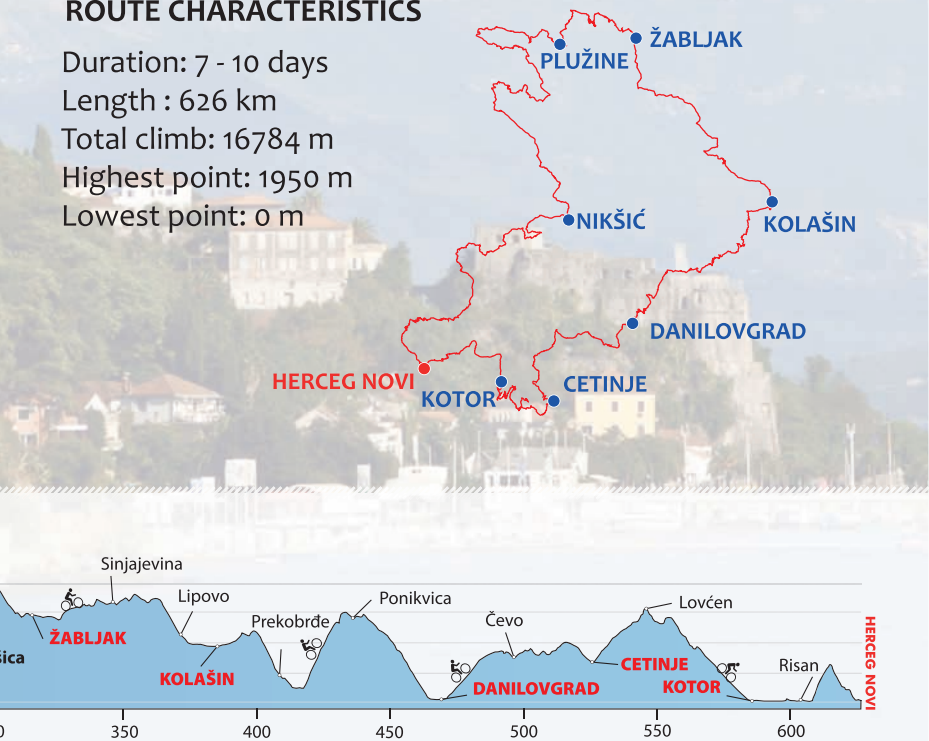 ROUTE CHARACTERISTICS
Duration: 7 - 10 days
Length : 626 km
Total climb: 16784 m
Highest point: 1950 m
Lowest point: 0 m
ŽABLJAK
PLUŽINE
NIKŠIĆ
KOLAŠIN
DANILOVGRAD
HERCEG NOVI
KOTOR
CETINJE
Sinjajevina
Lipovo
Ponikvica
Lovćen
Prekobrđe
Čevo
ŽABLJAK
šica
KOLAŠIN
CETINJE
Risan
DANILOVGRAD
KOTOR
HERCEG NOVI
0 350 400 450 500 550 600